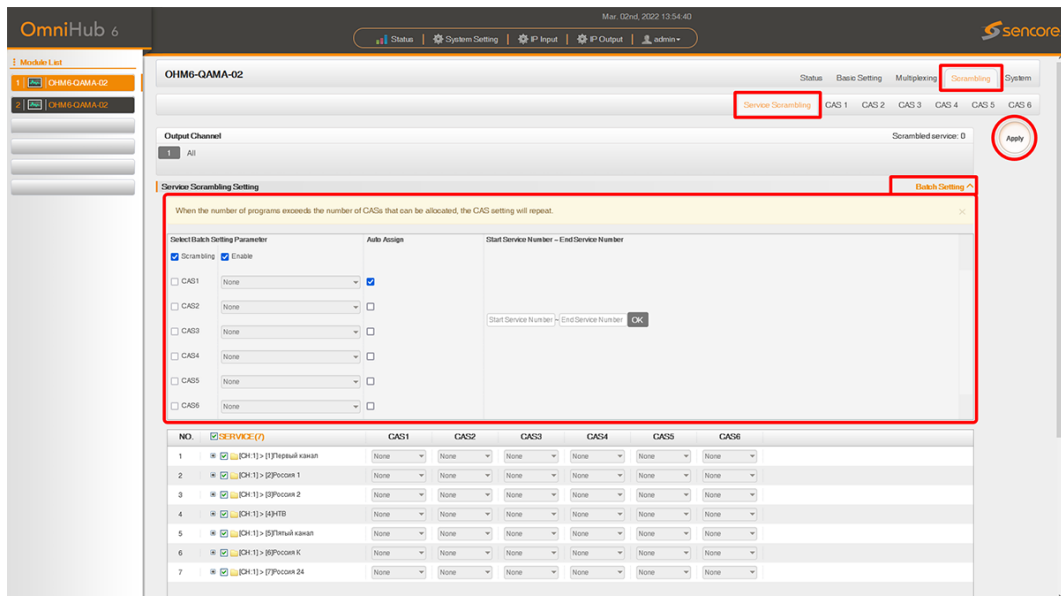 Mar. 02nd, 2022 13:54:40
OmniHub 6
Status | System Setting | IP Input | IP Output | admin
sencore
Module List
1 | OHM6-QAMA-02
2 | OHM6-QAMA-02
OHM6-QAMA-02
Status Basic Setting Multiplexing Scrambling System
Service Scrambling CAS 1 CAS 2 CAS 3 CAS 4 CAS 5 CAS 6
Output Channel Scrambled service: 0
Apply
1 All
Service Scrambling Setting Batch Setting
When the number of programs exceeds the number of CASs that can be allocated, the CAS setting will repeat.
Select Batch Setting Parameter Auto Assign Start Service Number ~ End Service Number
Scrambling Enable
CAS1 None
CAS2 None
Start Service Number ~ End Service Number OK
CAS3 None
CAS4 None
CAS5 None
CAS6 None
NO. SERVICE(7) CAS1 CAS2 CAS3 CAS4 CAS5 CAS6
1 [CH:1] > [1]Первый канал None None None None None None
2 [CH:1] > [2]Россия 1 None None None None None None
3 [CH:1] > [3]Россия 2 None None None None None None
4 [CH:1] > [4]НТВ None None None None None None
5 [CH:1] > [5]Пятый канал None None None None None None
6 [CH:1] > [6]Россия К None None None None None None
7 [CH:1] > [7]Россия 24 None None None None None None